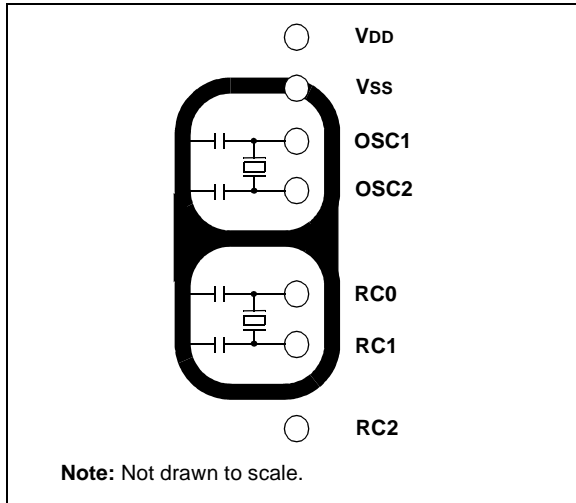 VDD
VSS
OSC1
OSC2
RC0
RC1
RC2
Note: Not drawn to scale.